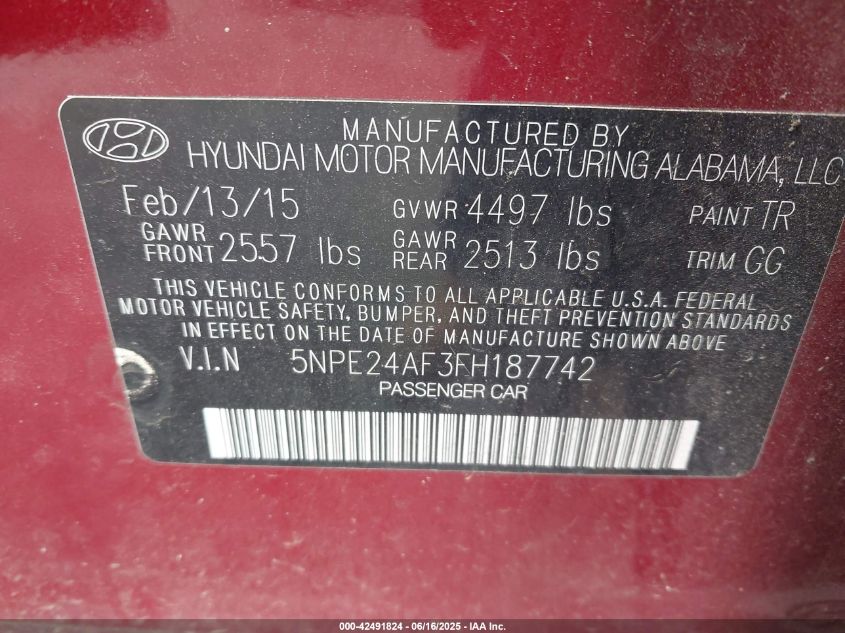 MANUFACTURED BY
HYUNDAI MOTOR MANUFACTURING ALABAMA, LLC
Feb/13/15 GVWR 4497 lbs PAINT TR
GAWR FRONT 2557 lbs GAWR REAR 2513 lbs TRIM GG
THIS VEHICLE CONFORMS TO ALL APPLICABLE U.S.A. FEDERAL
MOTOR VEHICLE SAFETY, BUMPER, AND THEFT PREVENTION STANDARDS
IN EFFECT ON THE DATE OF MANUFACTURE SHOWN ABOVE.
V.I.N 5NPE24AF3FH187742
PASSENGER CAR
000-42491824 - 06/16/2025 - IAA Inc.